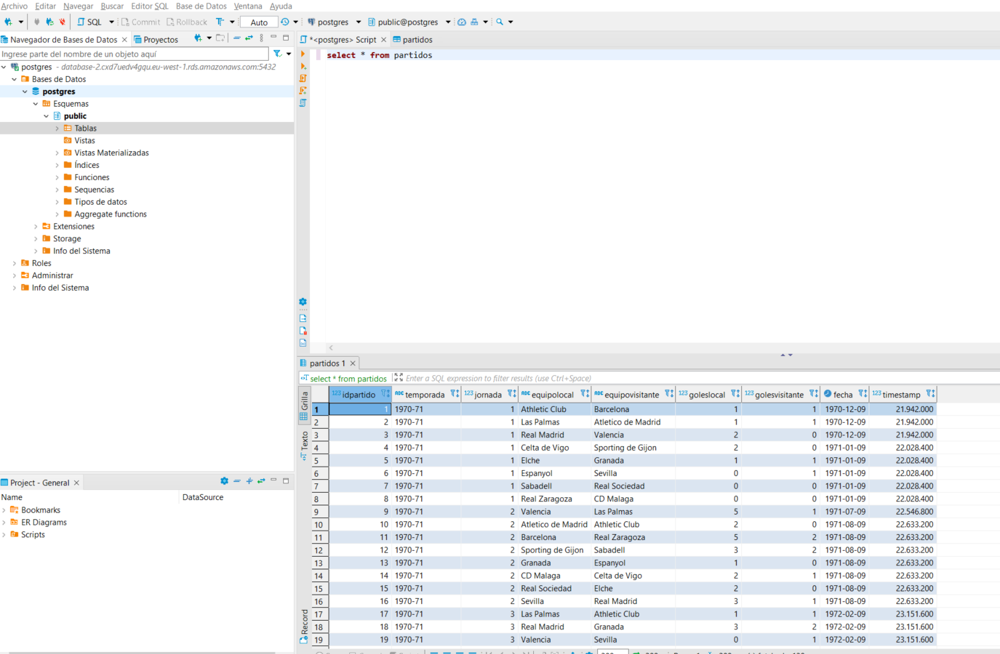 Archivo Editar Navegar Buscar Editor SQL Base de Datos Ventana Ayuda
SQL Commit Rollback Auto postgres public@postgres
Navegador de Bases de Datos Proyectos
Ingrese parte del nombre de un objeto aquí
postgres - database-2.cxd7uedv4gqu.eu-west-1.rds.amazonaws.com:5432
Bases de Datos
postgres
Esquemas
public
Tablas
Vistas
Vistas Materializadas
Índices
Funciones
Sequencias
Tipos de datos
Aggregate functions
Extensiones
Storage
Info del Sistema
Roles
Administrar
Info del Sistema
Project - General
Name DataSource
Bookmarks
ER Diagrams
Scripts
*<postgres> Script partidos
select * from partidos
partidos 1
select * from partidos Enter a SQL expression to filter results (use Ctrl+Space)
Grilla
Texto
Record
123 idpartido ABC temporada 123 jornada ABC equipolocal ABC equipovisitante 123 goleslocal 123 golesvisitante fecha 123 timestamp
1 1 1970-71 1 Athletic Club Barcelona 1 1 1970-12-09 21.942.000
2 2 1970-71 1 Las Palmas Atletico de Madrid 1 1 1970-12-09 21.942.000
3 3 1970-71 1 Real Madrid Valencia 2 0 1970-12-09 21.942.000
4 4 1970-71 1 Celta de Vigo Sporting de Gijon 2 0 1971-01-09 22.028.400
5 5 1970-71 1 Elche Granada 1 1 1971-01-09 22.028.400
6 6 1970-71 1 Espanyol Sevilla 0 1 1971-01-09 22.028.400
7 7 1970-71 1 Sabadell Real Sociedad 0 0 1971-01-09 22.028.400
8 8 1970-71 1 Real Zaragoza CD Malaga 0 0 1971-01-09 22.028.400
9 9 1970-71 2 Valencia Las Palmas 5 1 1971-07-09 22.546.800
10 10 1970-71 2 Atletico de Madrid Athletic Club 2 0 1971-08-09 22.633.200
11 11 1970-71 2 Barcelona Real Zaragoza 5 2 1971-08-09 22.633.200
12 12 1970-71 2 Sporting de Gijon Sabadell 3 2 1971-08-09 22.633.200
13 13 1970-71 2 Granada Espanyol 1 0 1971-08-09 22.633.200
14 14 1970-71 2 CD Malaga Celta de Vigo 2 1 1971-08-09 22.633.200
15 15 1970-71 2 Real Sociedad Elche 2 0 1971-08-09 22.633.200
16 16 1970-71 2 Sevilla Real Madrid 3 1 1971-08-09 22.633.200
17 17 1970-71 3 Las Palmas Athletic Club 1 1 1972-02-09 23.151.600
18 18 1970-71 3 Real Madrid Granada 3 2 1972-02-09 23.151.600
19 19 1970-71 3 Valencia Sevilla 0 1 1972-02-09 23.151.600